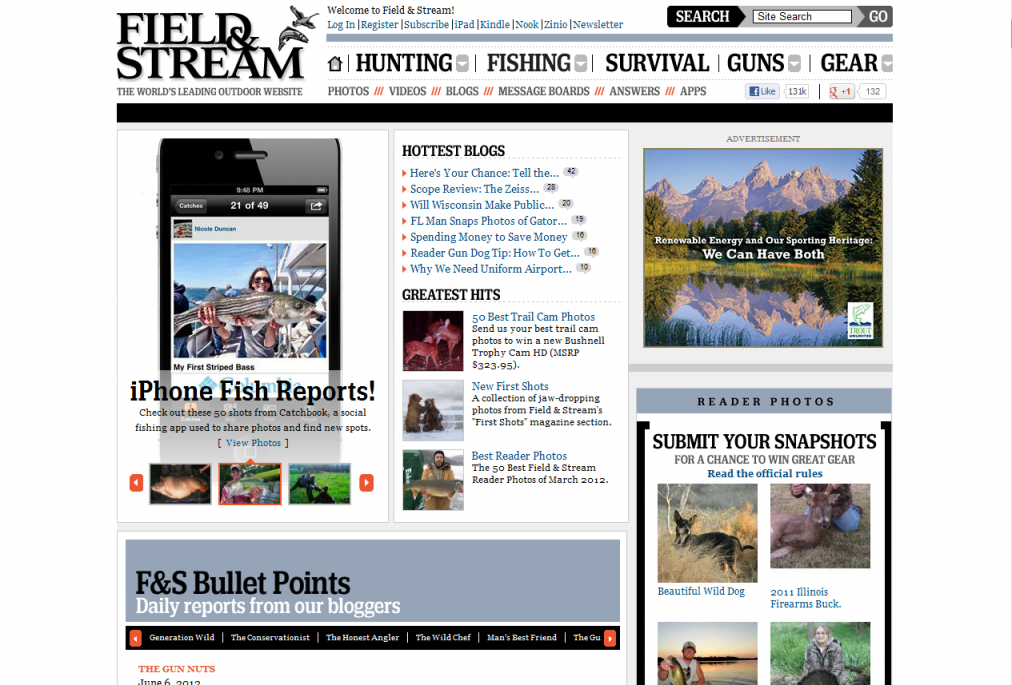 FIELD &
STREAM
THE WORLD'S LEADING OUTDOOR WEBSITE
Welcome to Field & Stream!
Log In | Register | Subscribe | iPad | Kindle | Nook | Zinio | Newsletter
SEARCH Site Search GO
HUNTING FISHING SURVIVAL GUNS GEAR
PHOTOS /// VIDEOS /// BLOGS /// MESSAGE BOARDS /// ANSWERS /// APPS
Like 131k +1 132
9:48 PM
Catches 21 of 49
Nicole Duncan
My First Striped Bass
iPhone Fish Reports!
Check out these 50 shots from Catchbook, a social
fishing app used to share photos and find new spots.
[ View Photos ]
HOTTEST BLOGS
Here's Your Chance: Tell the... 42
Scope Review: The Zeiss... 28
Will Wisconsin Make Public... 20
FL Man Snaps Photos of Gator... 19
Spending Money to Save Money 16
Reader Gun Dog Tip: How To Get... 16
Why We Need Uniform Airport... 10
GREATEST HITS
50 Best Trail Cam Photos
Send us your best trail cam
photos to win a new Bushnell
Trophy Cam HD (MSRP
$323.95).
New First Shots
A collection of jaw-dropping
photos from Field & Stream's
"First Shots" magazine section.
Best Reader Photos
The 50 Best Field & Stream
Reader Photos of March 2012.
ADVERTISEMENT
Renewable Energy and Our Sporting Heritage:
We Can Have Both
TROUT
UNLIMITED
READER PHOTOS
SUBMIT YOUR SNAPSHOTS
FOR A CHANCE TO WIN GREAT GEAR
Read the official rules
Beautiful Wild Dog
2011 Illinois
Firearms Buck.
F&S Bullet Points
Daily reports from our bloggers
Generation Wild | The Conservationist | The Honest Angler | The Wild Chef | Man's Best Friend | The Gu
THE GUN NUTS
June 6, 2012